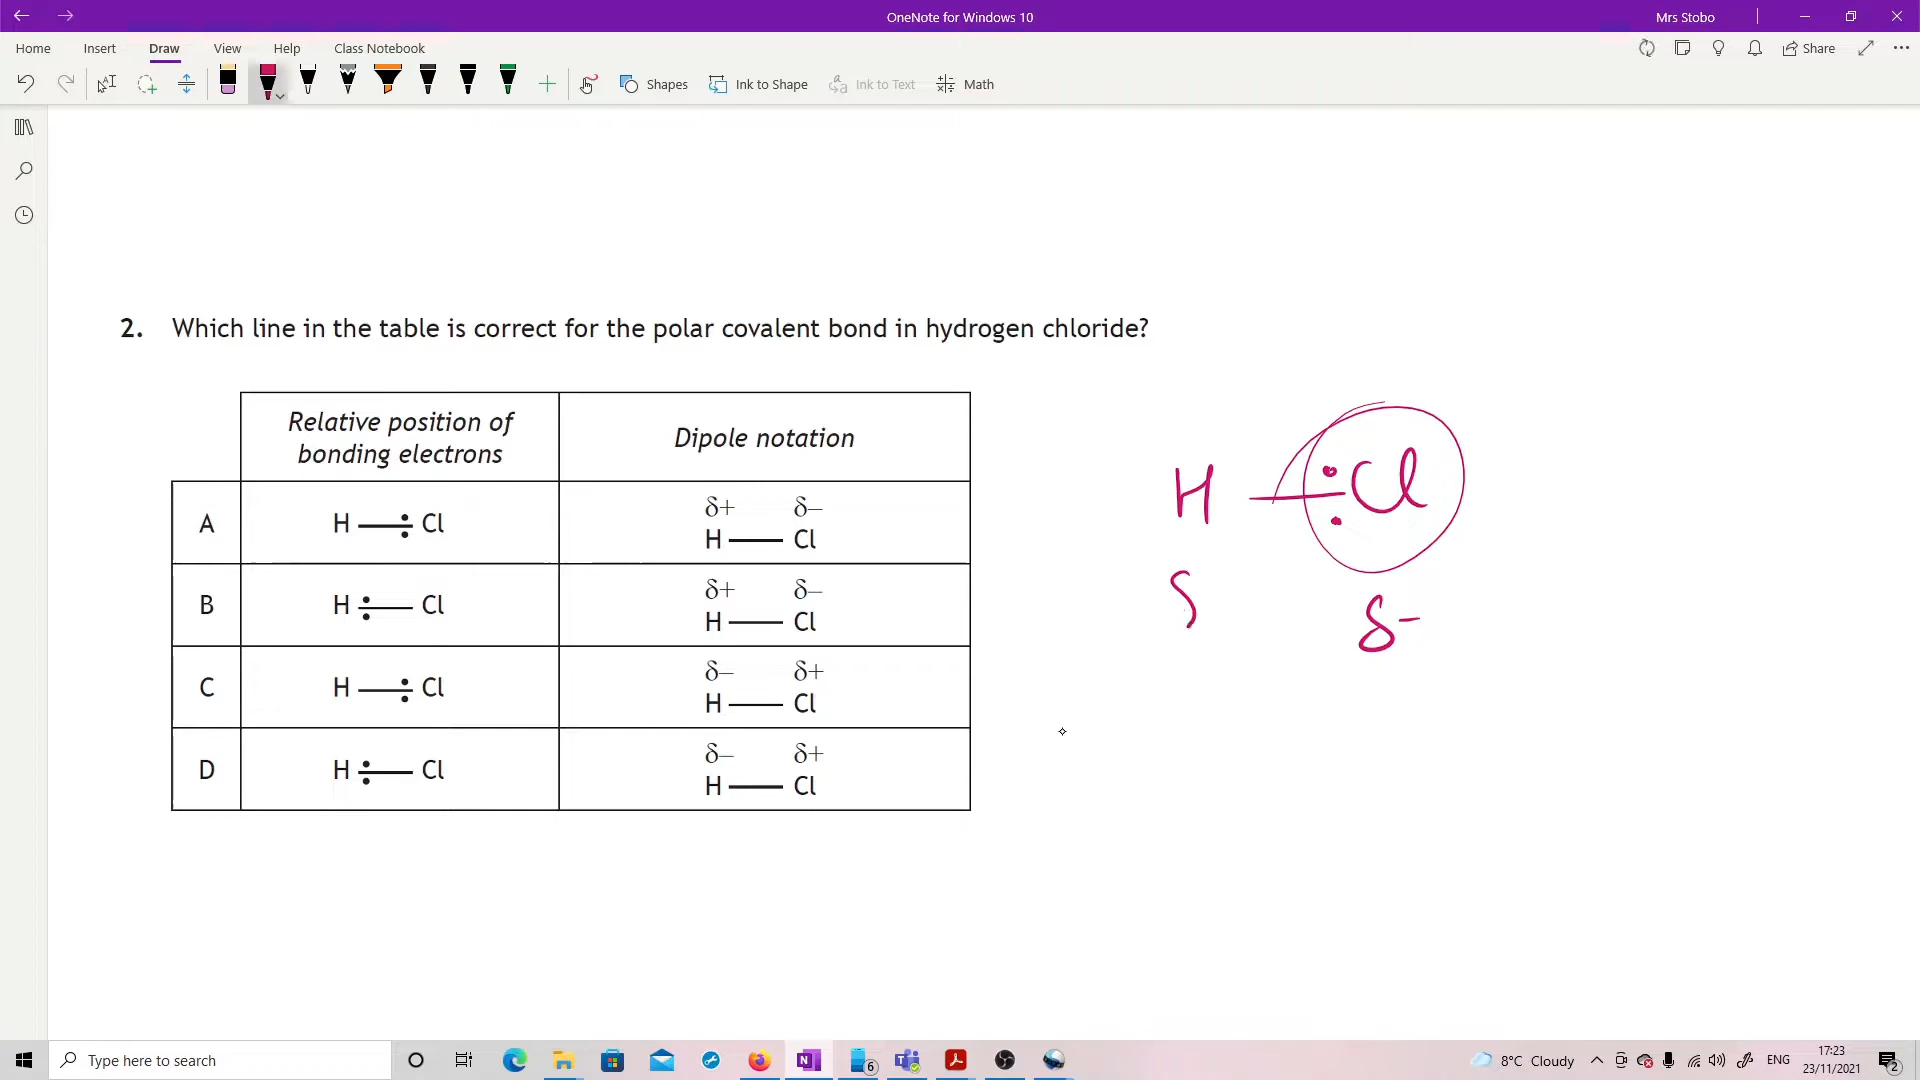 OneNote for Windows 10
Mrs Stobo
Home Insert Draw View Help Class Notebook
Share
Shapes Ink to Shape Ink to Text Math
2. Which line in the table is correct for the polar covalent bond in hydrogen chloride?
Relative position of bonding electrons
Dipole notation
A H Cl δ+ δ– H Cl
B H Cl δ+ δ– H Cl
C H Cl δ– δ+ H Cl
D H Cl δ– δ+ H Cl
H Cl
δ–
Type here to search
6
8°C Cloudy
ENG
17:23
23/11/2021
2